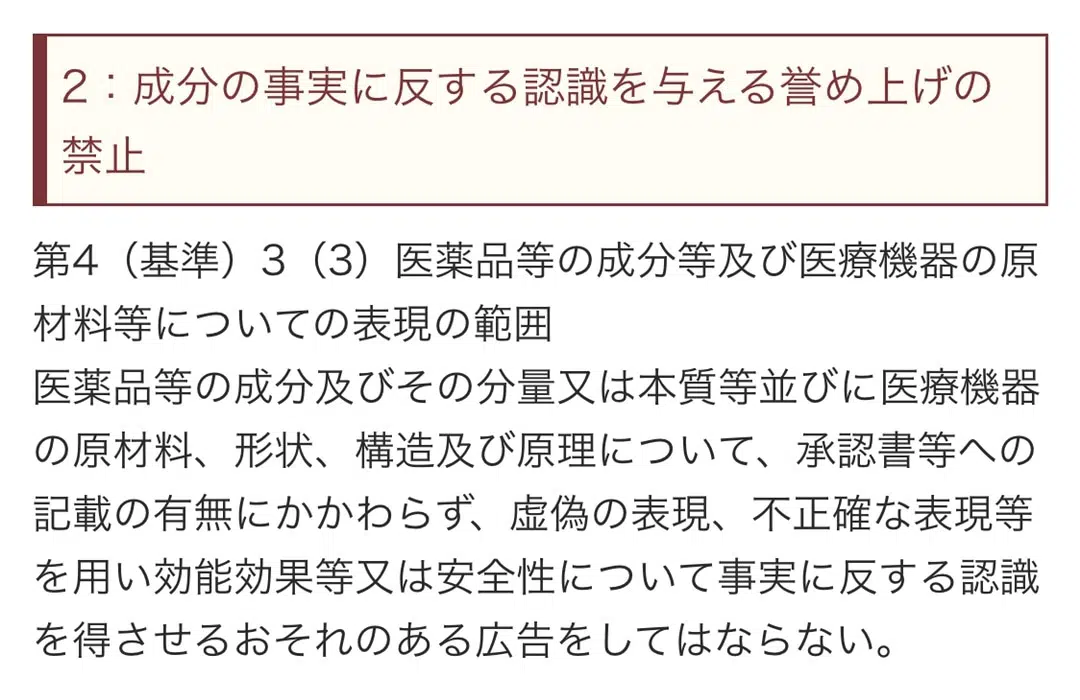 2：成分の事実に反する認識を与える誉め上げの
禁止
第4（基準）3（3）医薬品等の成分等及び医療機器の原
材料等についての表現の範囲
医薬品等の成分及びその分量又は本質等並びに医療機器
の原材料、形状、構造及び原理について、承認書等への
記載の有無にかかわらず、虚偽の表現、不正確な表現等
を用い効能効果等又は安全性について事実に反する認識
を得させるおそれのある広告をしてはならない。